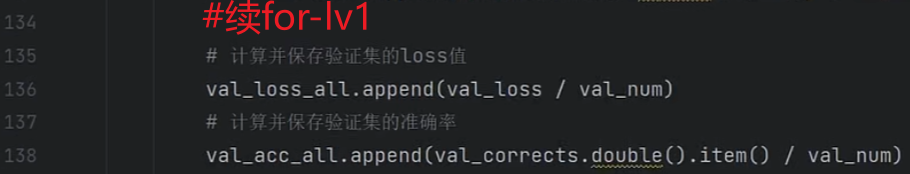 134
#续for-lv1
135 # 计算并保存验证集的loss值
136 val_loss_all.append(val_loss / val_num)
137 # 计算并保存验证集的准确率
138 val_acc_all.append(val_corrects.double().item() / val_num)